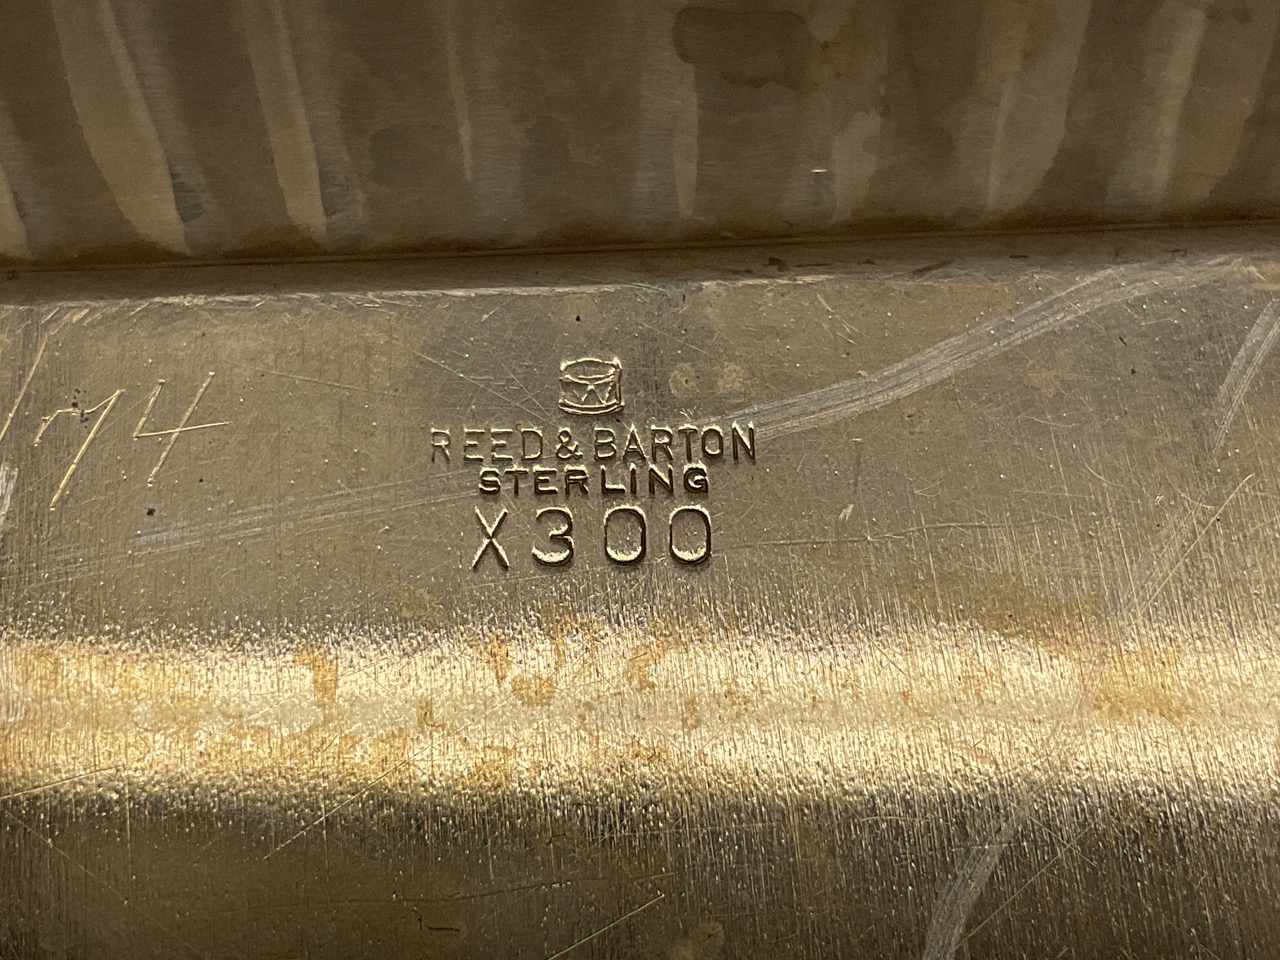 REED & BARTON
STERLING
X300